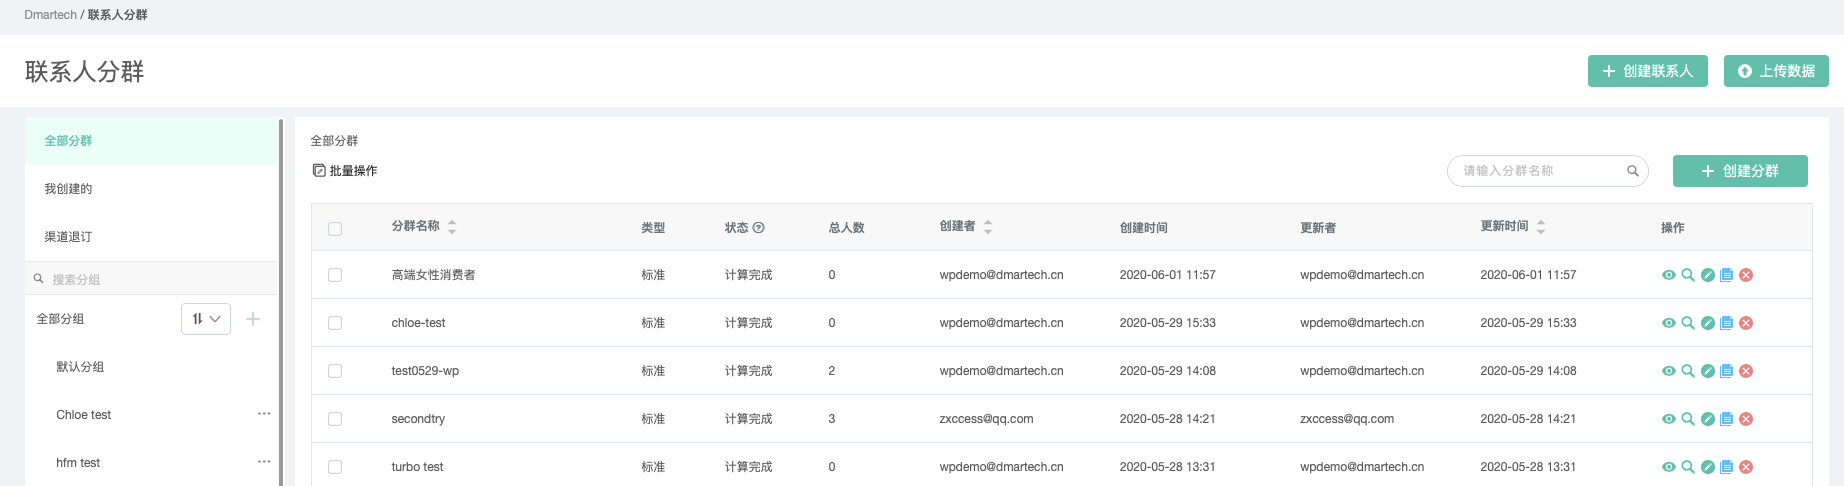 Dmartech / 联系人分群
联系人分群
创建联系人
上传数据
全部分群
我创建的
渠道退订
搜索分组
全部分组
默认分组
Chloe test
hfm test
全部分群
批量操作
请输入分群名称
创建分群
分群名称 类型 状态 总人数 创建者 创建时间 更新者 更新时间 操作
高端女性消费者 标准 计算完成 0 wpdemo@dmartech.cn 2020-06-01 11:57 wpdemo@dmartech.cn 2020-06-01 11:57
chloe-test 标准 计算完成 0 wpdemo@dmartech.cn 2020-05-29 15:33 wpdemo@dmartech.cn 2020-05-29 15:33
test0529-wp 标准 计算完成 2 wpdemo@dmartech.cn 2020-05-29 14:08 wpdemo@dmartech.cn 2020-05-29 14:08
secondtry 标准 计算完成 3 zxccess@qq.com 2020-05-28 14:21 zxccess@qq.com 2020-05-28 14:21
turbo test 标准 计算完成 0 wpdemo@dmartech.cn 2020-05-28 13:31 wpdemo@dmartech.cn 2020-05-28 13:31